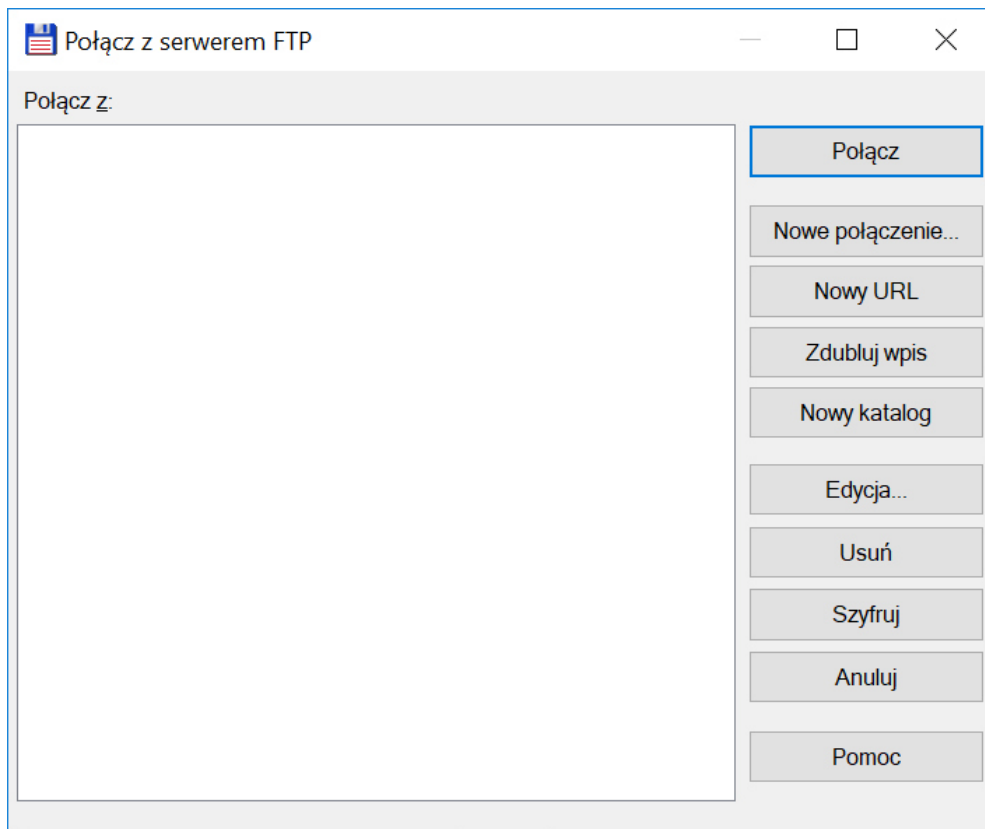 Połącz z serwerem FTP
Połącz z:
Połącz
Nowe połączenie...
Nowy URL
Zdubluj wpis
Nowy katalog
Edycja...
Usuń
Szyfruj
Anuluj
Pomoc